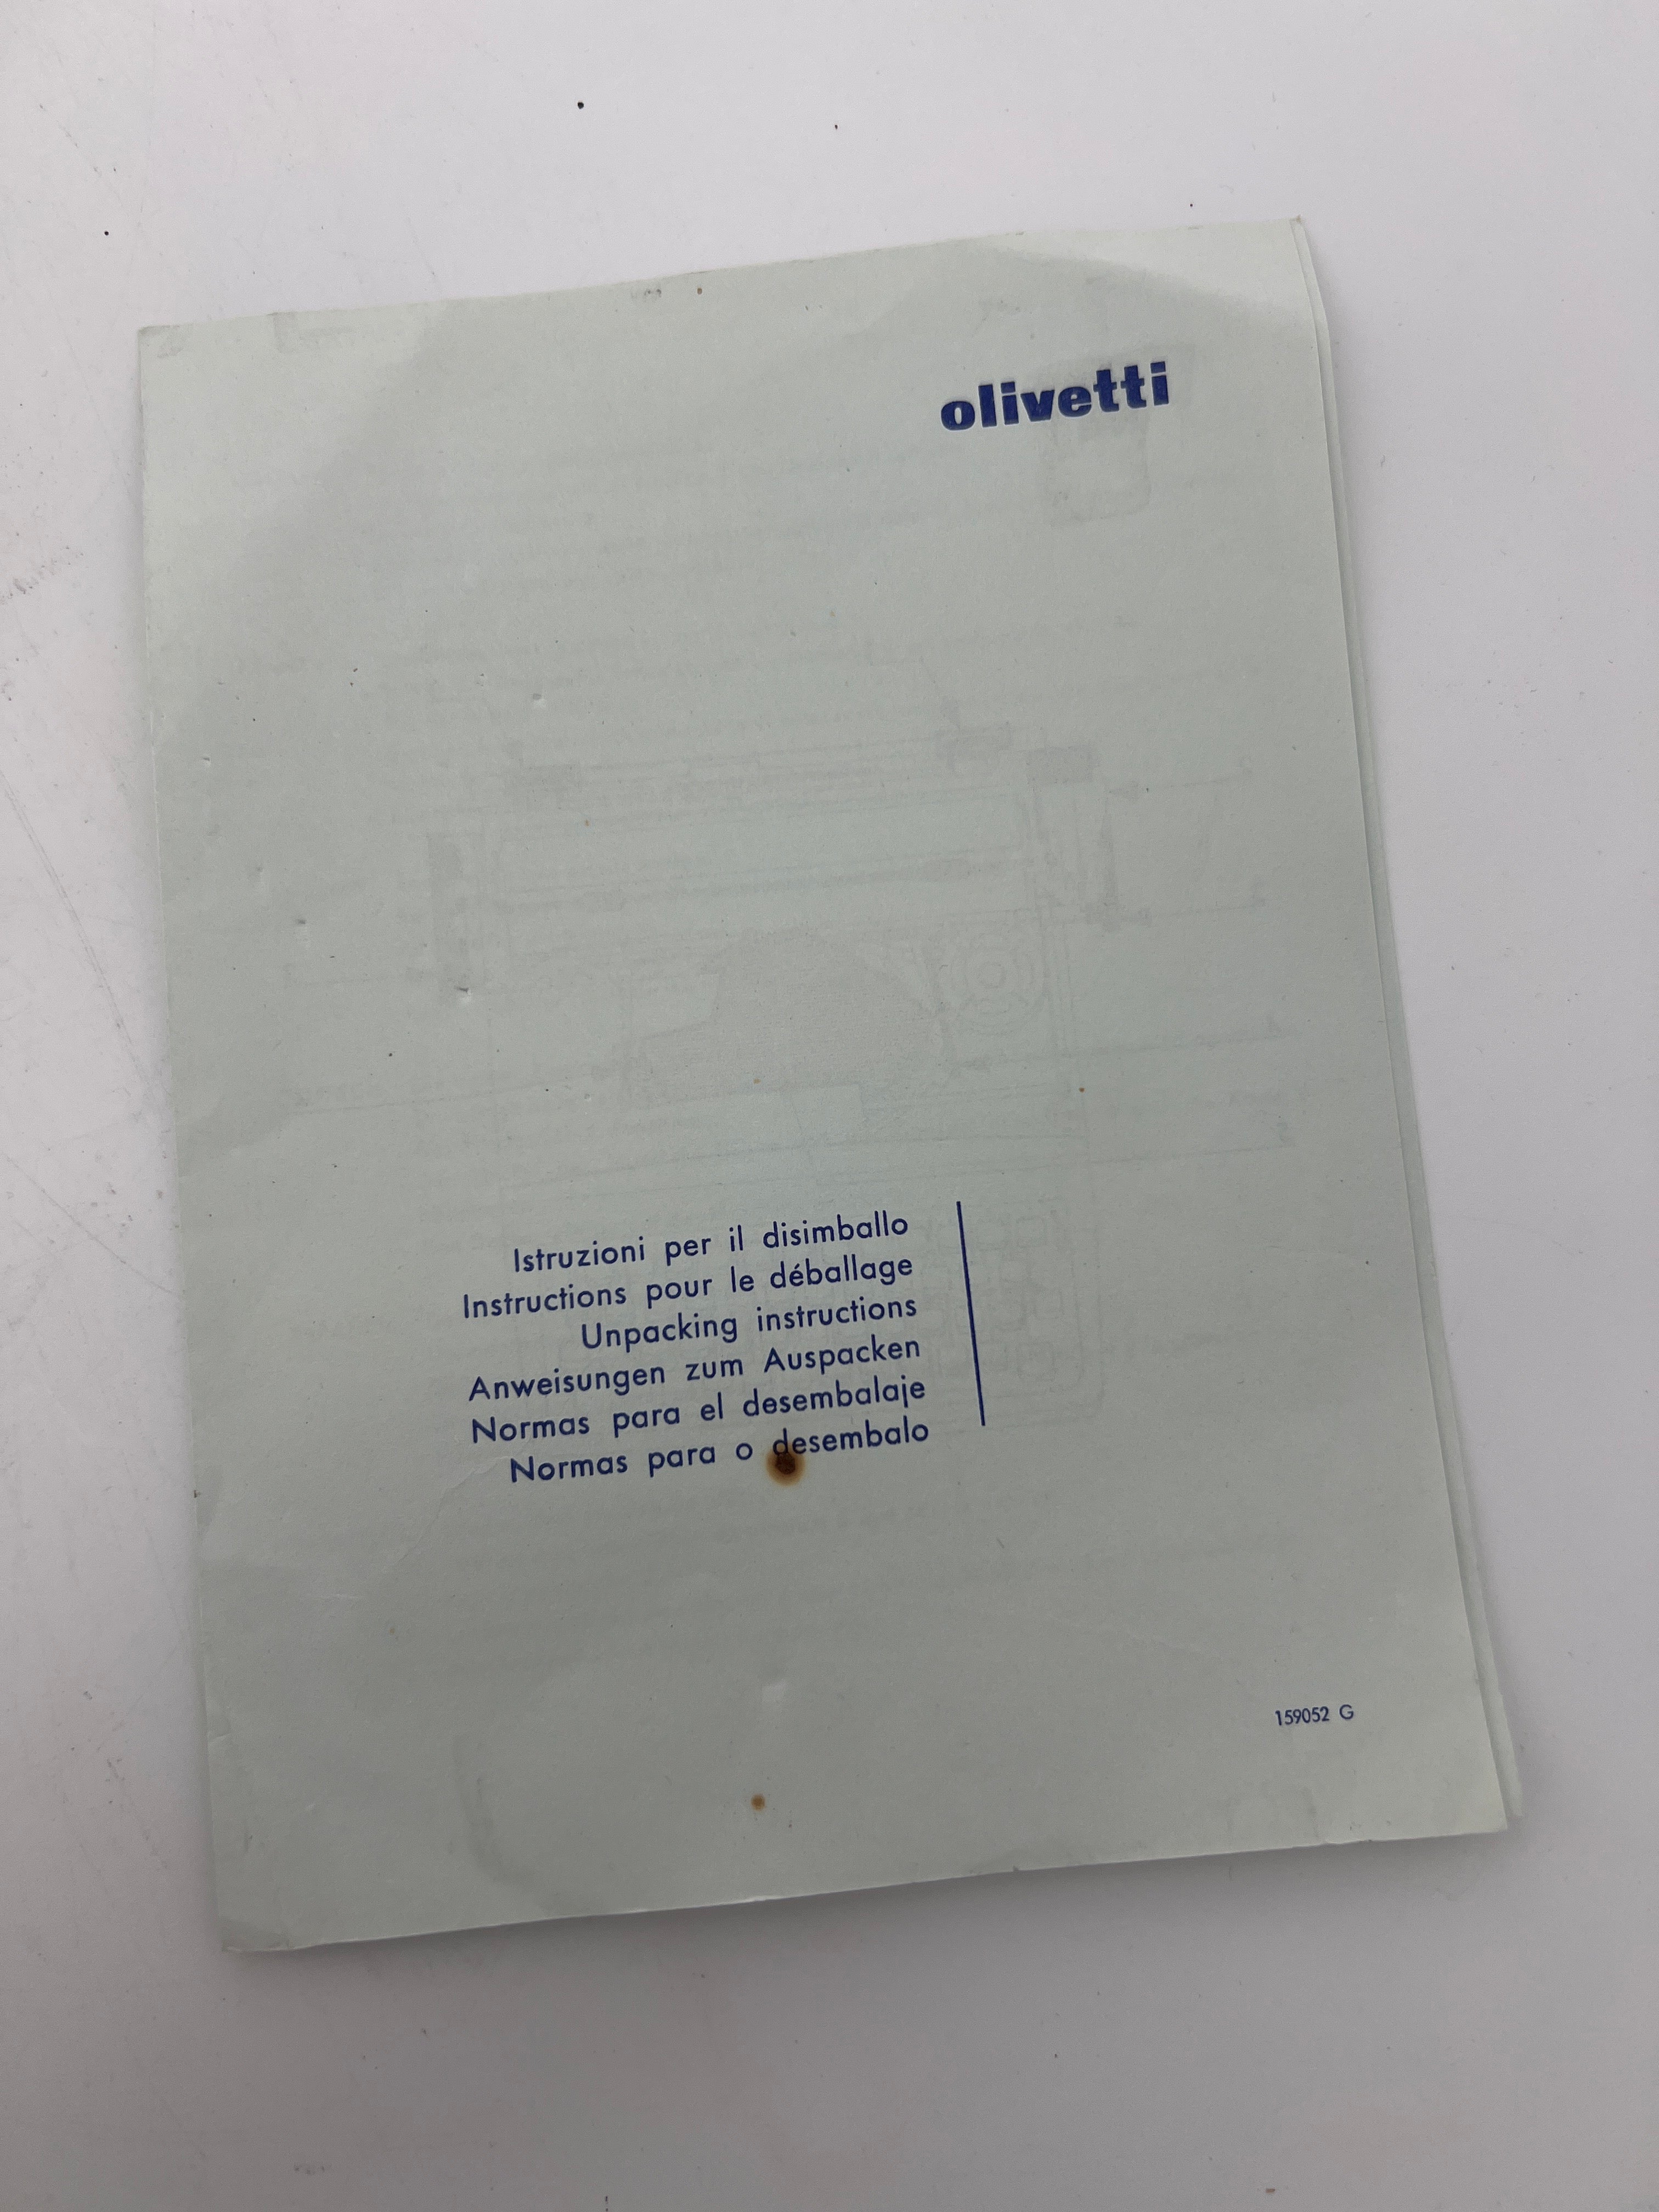 olivetti
Istruzioni per il disimballo
Instructions pour le déballage
Unpacking instructions
Anweisungen zum Auspacken
Normas para el desembalaje
Normas para o desembalo
159052 G